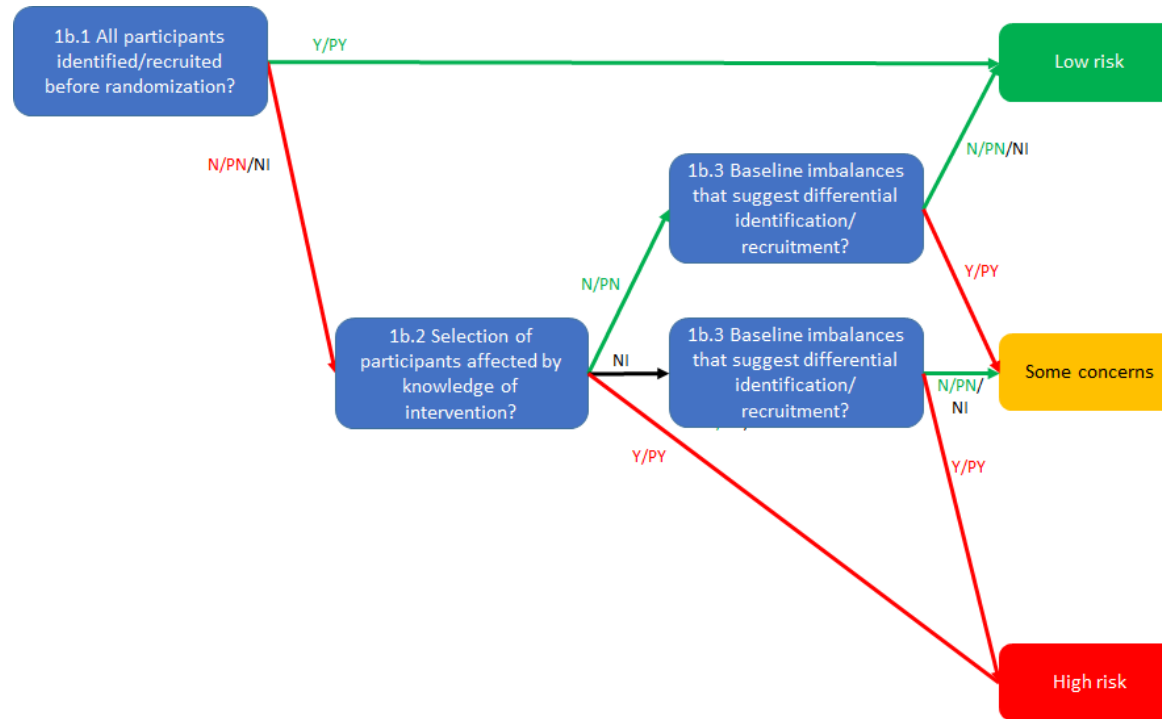 1b.1 All participants
identified/recruited
before randomization?
Y/PY
Low risk
N/PN/NI
N/PN/NI
1b.3 Baseline imbalances
that suggest differential
identification/
recruitment?
Y/PY
N/PN
1b.2 Selection of
participants affected by
knowledge of
intervention?
NI
1b.3 Baseline imbalances
that suggest differential
identification/
recruitment?
Some concerns
N/PN/
NI
Y/PY
Y/PY
High risk